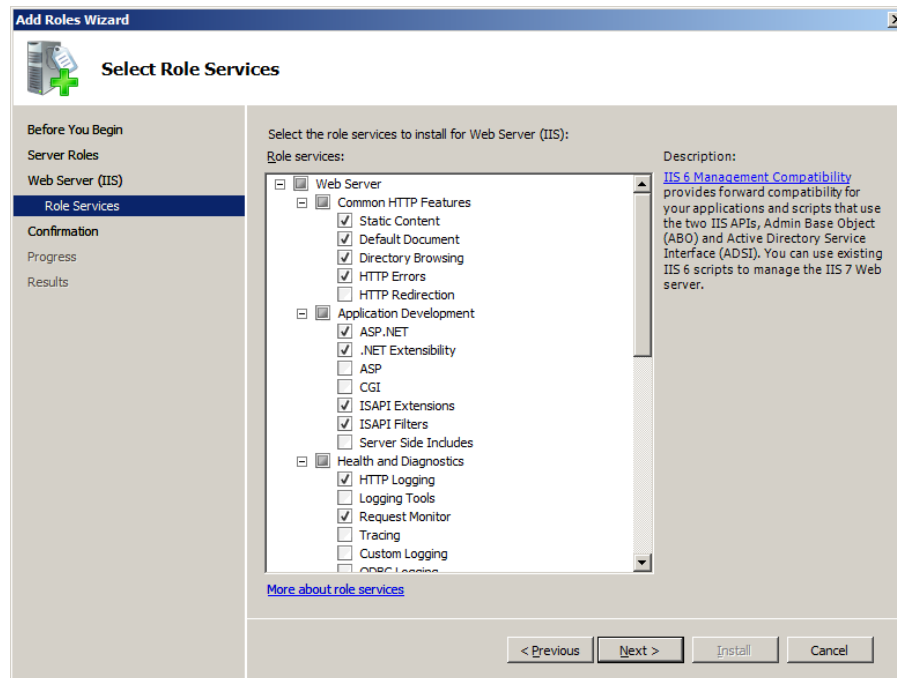 Add Roles Wizard
Select Role Services
Before You Begin
Server Roles
Web Server (IIS)
Role Services
Confirmation
Progress
Results
Select the role services to install for Web Server (IIS):
Role services:
Web Server
Common HTTP Features
Static Content
Default Document
Directory Browsing
HTTP Errors
HTTP Redirection
Application Development
ASP.NET
.NET Extensibility
ASP
CGI
ISAPI Extensions
ISAPI Filters
Server Side Includes
Health and Diagnostics
HTTP Logging
Logging Tools
Request Monitor
Tracing
Custom Logging
ODBC Logging
More about role services
Description:
IIS 6 Management Compatibility
provides forward compatibility for
your applications and scripts that use
the two IIS APIs, Admin Base Object
(ABO) and Active Directory Service
Interface (ADSI). You can use existing
IIS 6 scripts to manage the IIS 7 Web
server.
< Previous Next > Install Cancel